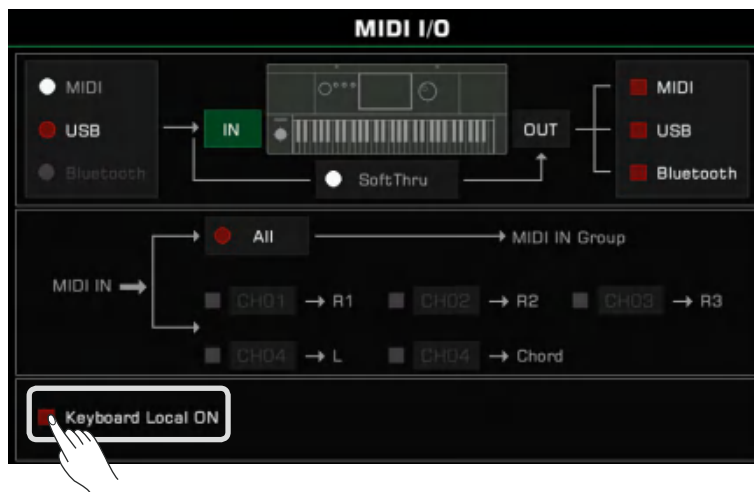 MIDI I/O
MIDI
USB
Bluetooth
IN
OUT
SoftThru
MIDI
USB
Bluetooth
All
MIDI IN Group
MIDI IN
CH01 → R1 CH02 → R2 CH03 → R3
CH04 → L CH04 → Chord
Keyboard Local ON